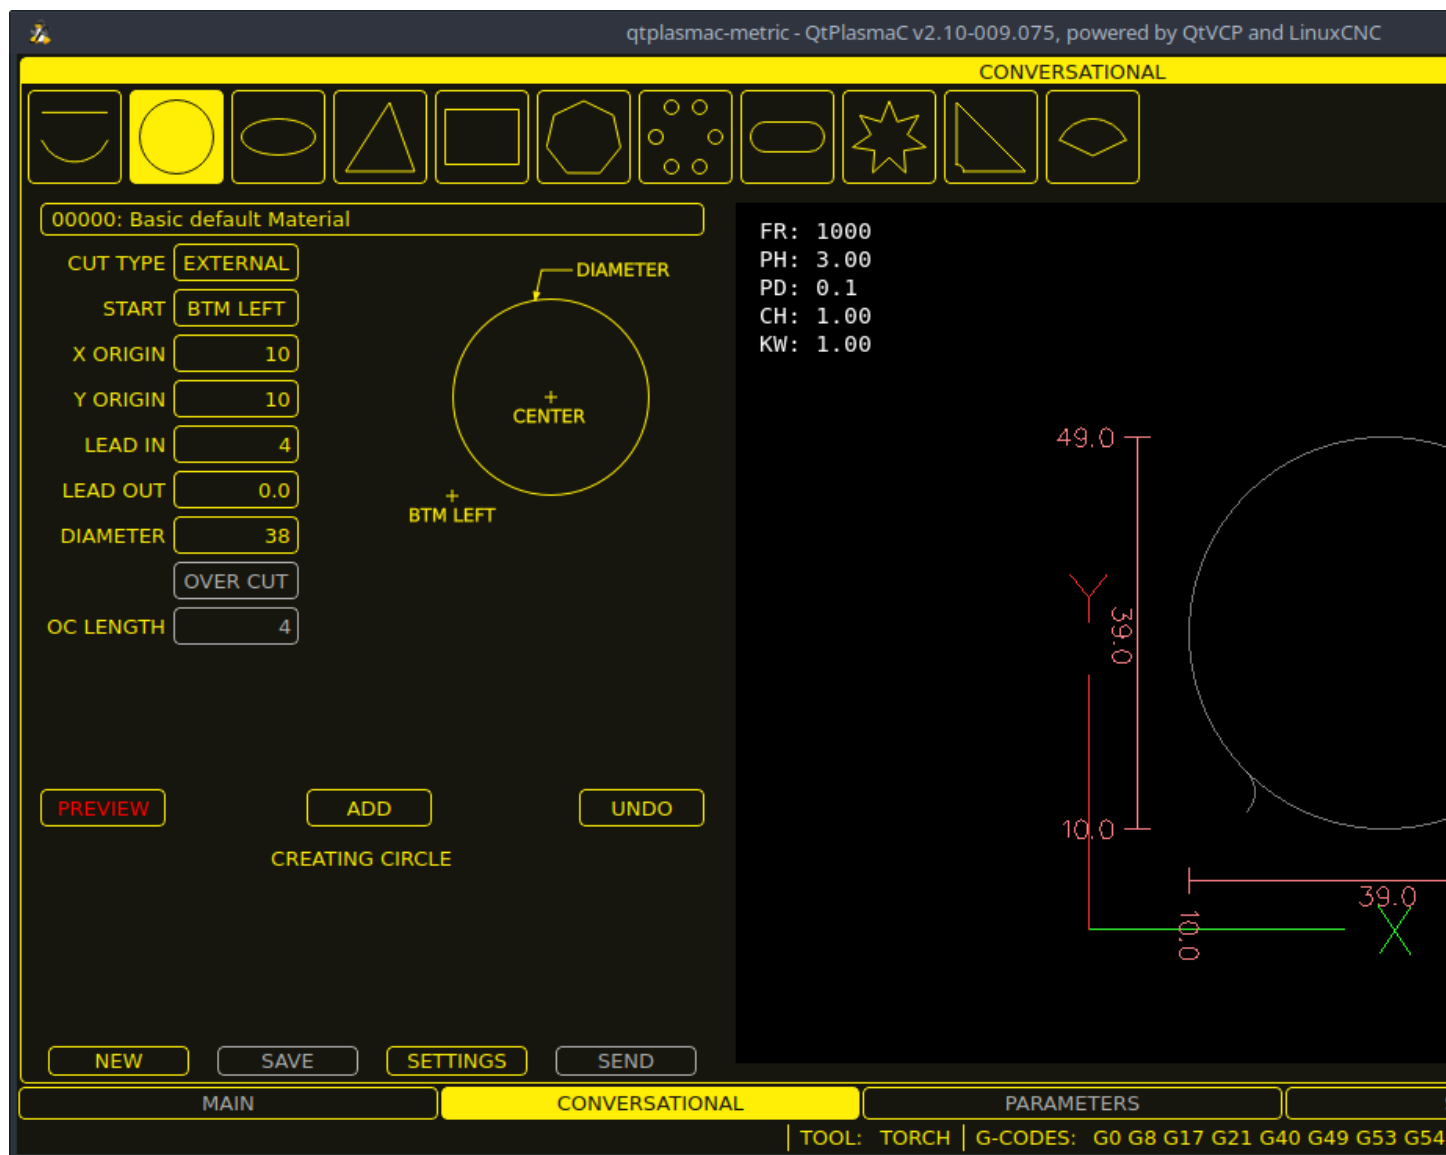 qtplasmac-metric - QtPlasmaC v2.10-009.075, powered by QtVCP and LinuxCNC
CONVERSATIONAL
00000: Basic default Material
CUT TYPE EXTERNAL
START BTM LEFT
X ORIGIN 10
Y ORIGIN 10
LEAD IN 4
LEAD OUT 0.0
DIAMETER 38
OVER CUT
OC LENGTH 4
DIAMETER
CENTER
BTM LEFT
PREVIEW ADD UNDO
CREATING CIRCLE
NEW SAVE SETTINGS SEND
FR: 1000
PH: 3.00
PD: 0.1
CH: 1.00
KW: 1.00
49.0
Y
39.0
10.0
39.0
10.0
X
MAIN CONVERSATIONAL PARAMETERS
TOOL: TORCH G-CODES: G0 G8 G17 G21 G40 G49 G53 G54